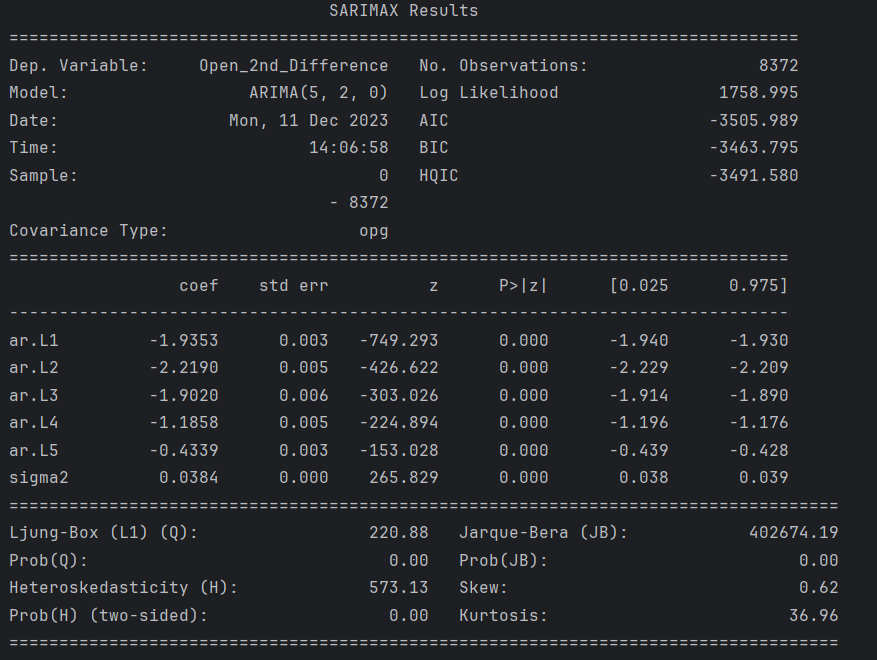 SARIMAX Results
==============================================================================
Dep. Variable:     Open_2nd_Difference   No. Observations:                 8372
Model:                  ARIMA(5, 2, 0)   Log Likelihood                1758.995
Date:                 Mon, 11 Dec 2023   AIC                          -3505.989
Time:                         14:06:58   BIC                          -3463.795
Sample:                              0   HQIC                         -3491.580
                                - 8372
Covariance Type:                   opg
==============================================================================
                 coef    std err          z      P>|z|      [0.025      0.975]
------------------------------------------------------------------------------
ar.L1         -1.9353      0.003   -749.293      0.000      -1.940      -1.930
ar.L2         -2.2190      0.005   -426.622      0.000      -2.229      -2.209
ar.L3         -1.9020      0.006   -303.026      0.000      -1.914      -1.890
ar.L4         -1.1858      0.005   -224.894      0.000      -1.196      -1.176
ar.L5         -0.4339      0.003   -153.028      0.000      -0.439      -0.428
sigma2         0.0384      0.000    265.829      0.000       0.038       0.039
===================================================================================
Ljung-Box (L1) (Q):                 220.88   Jarque-Bera (JB):            402674.19
Prob(Q):                              0.00   Prob(JB):                         0.00
Heteroskedasticity (H):             573.13   Skew:                             0.62
Prob(H) (two-sided):                  0.00   Kurtosis:                        36.96
===================================================================================